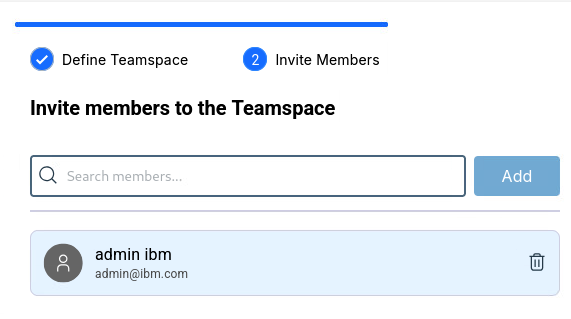 Define Teamspace
2 Invite Members
Invite members to the Teamspace
Search members...
Add
admin ibm
admin@ibm.com